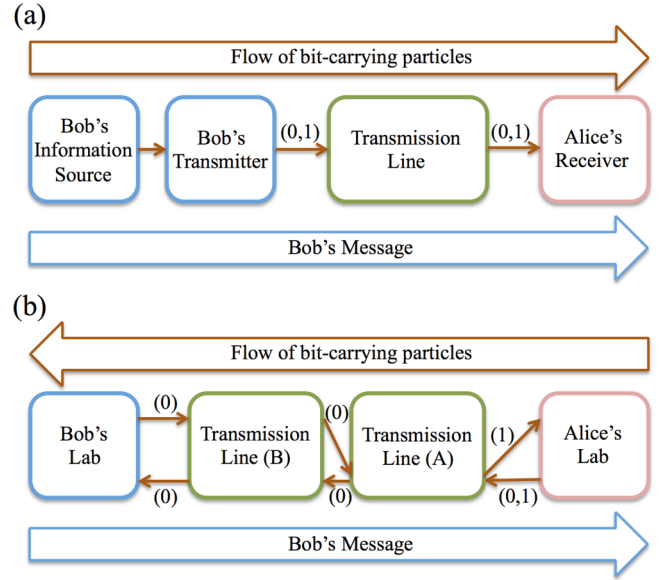 (a)
Flow of bit-carrying particles
Bob's
Information
Source
Bob's
Transmitter
(0,1)
Transmission
Line
(0,1)
Alice's
Receiver
Bob's Message
(b)
Flow of bit-carrying particles
Bob's
Lab
(0)
(0)
Transmission
Line (B)
(0)
(0)
Transmission
Line (A)
(1)
(0,1)
Alice's
Lab
Bob's Message